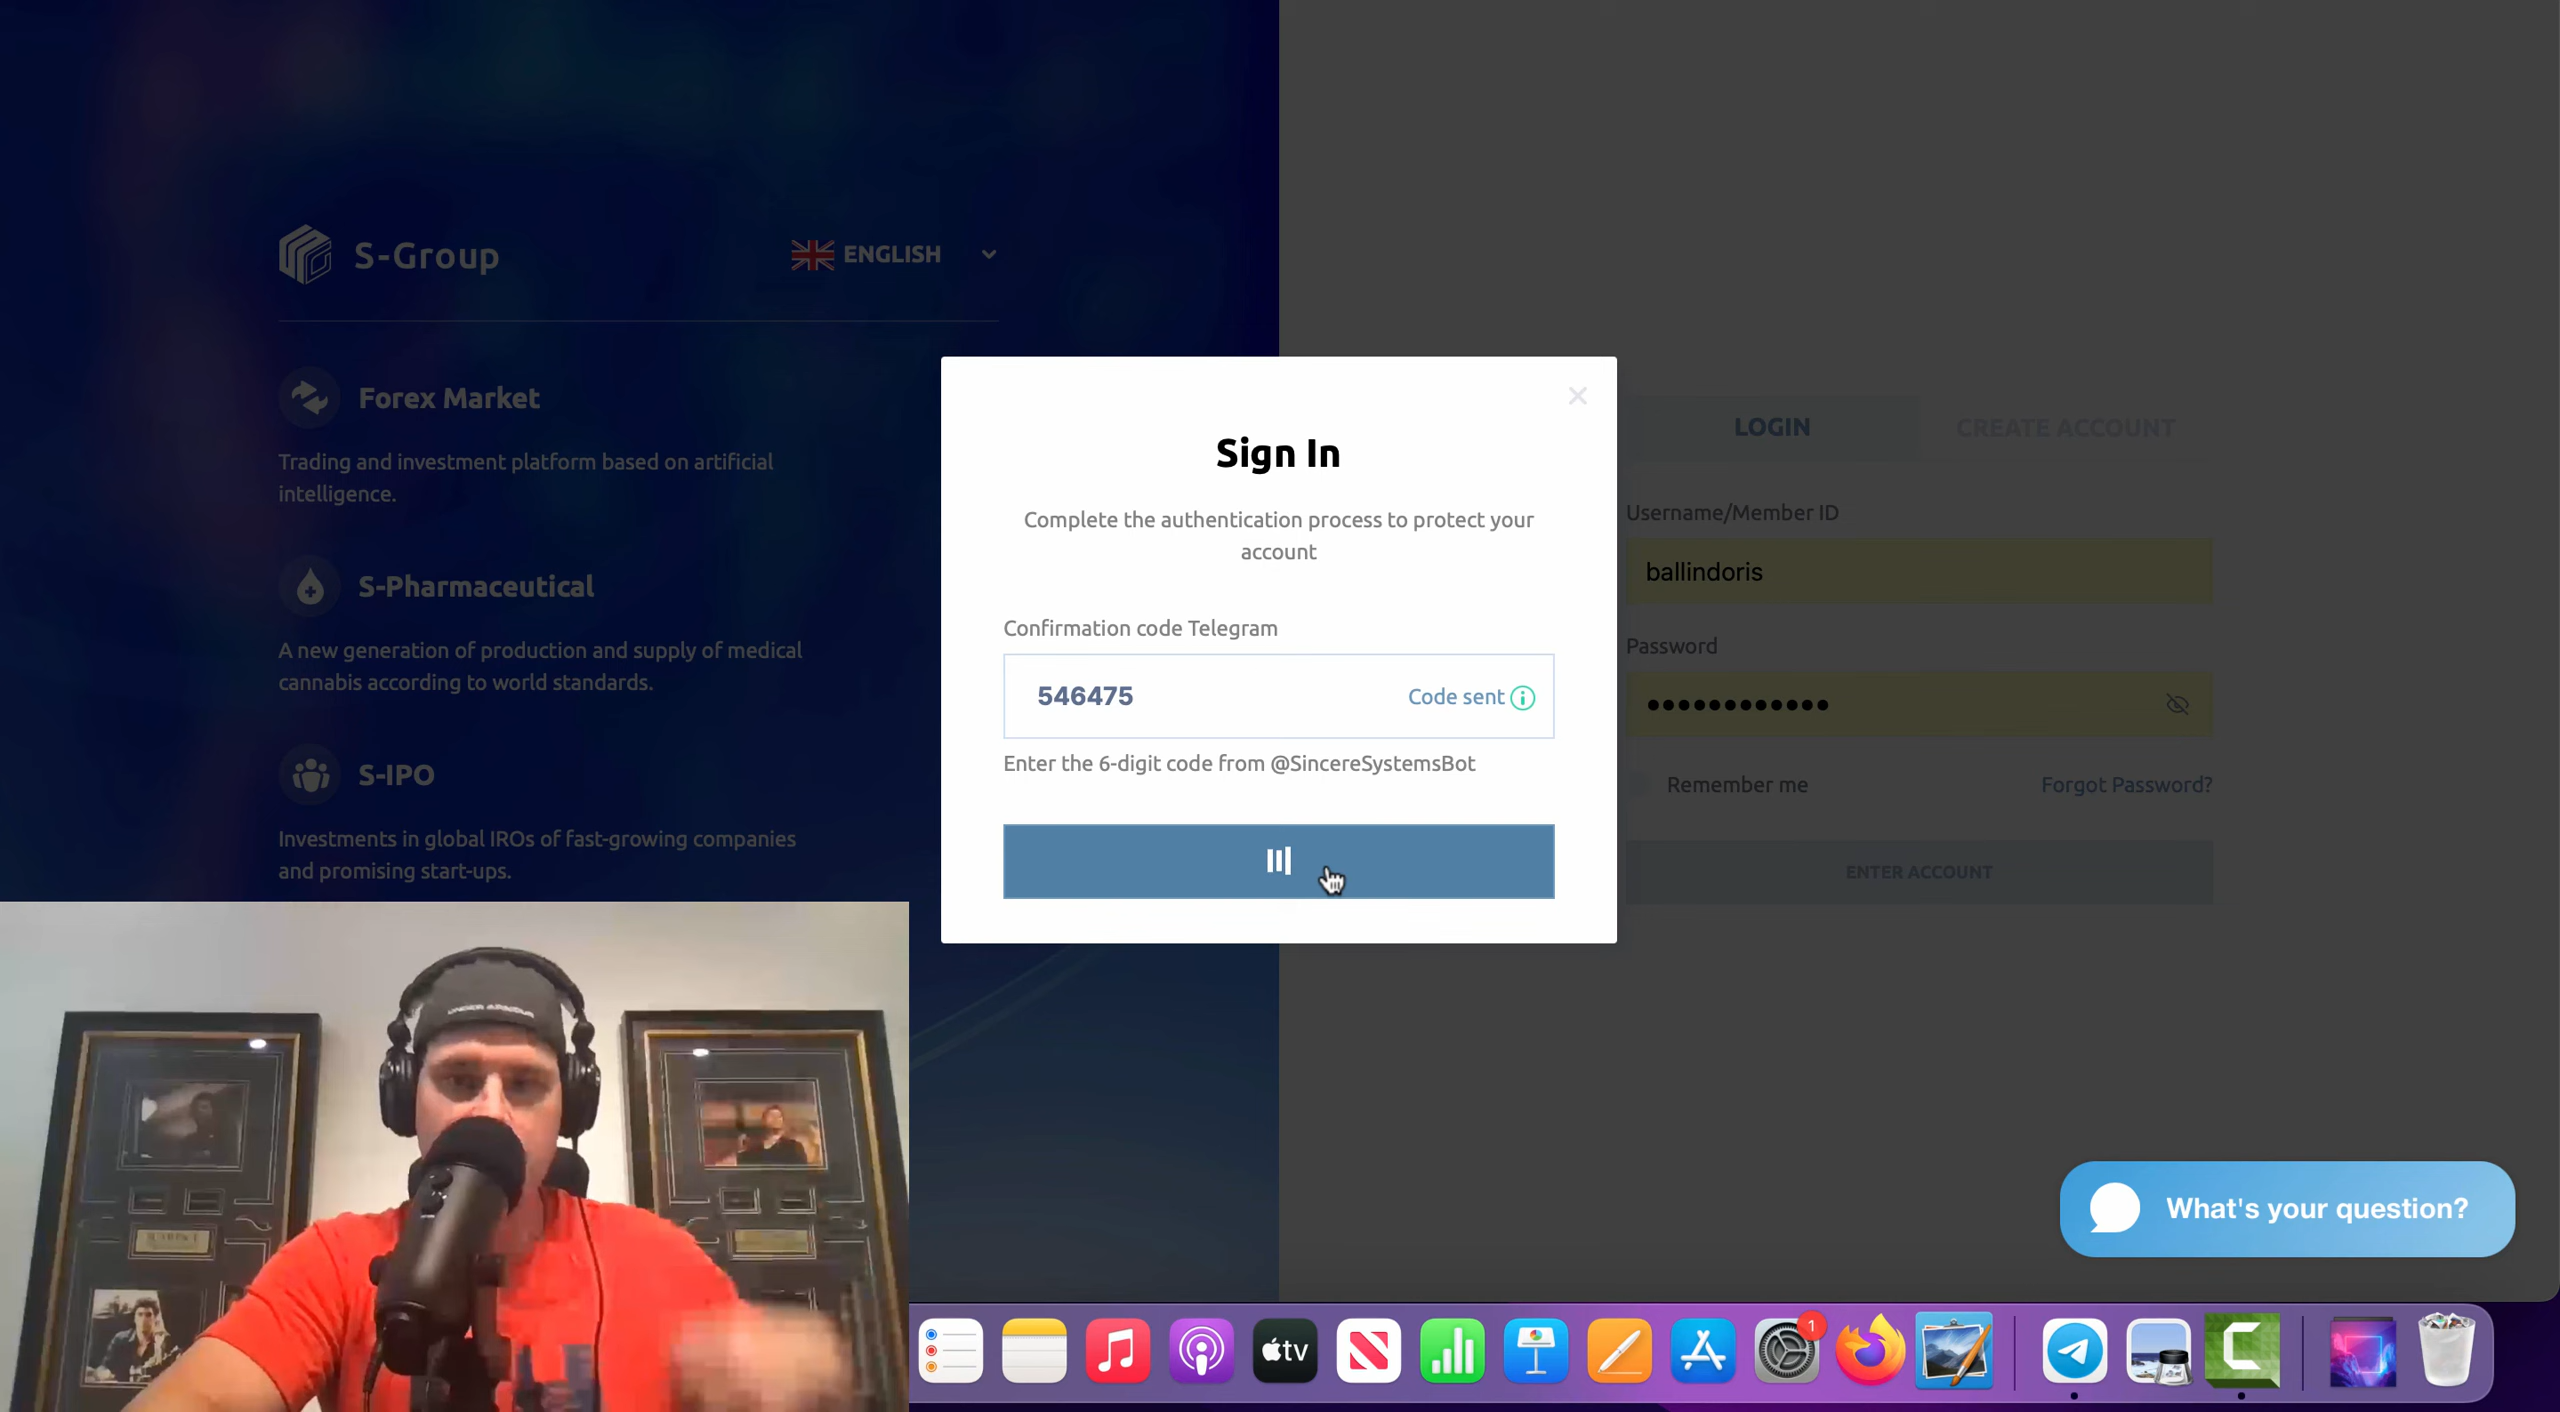 S-Group
ENGLISH
Forex Market
Trading and investment platform based on artificial
intelligence.
S-Pharmaceutical
A new generation of production and supply of medical
cannabis according to world standards.
S-IPO
Investments in global IROs of fast-growing companies
and promising start-ups.
Sign In
Complete the authentication process to protect your
account
Confirmation code Telegram
546475
Code sent
Enter the 6-digit code from @SincereSystemsBot
LOGIN
CREATE ACCOUNT
Username/Member ID
ballindoris
Password
Remember me
Forgot Password?
ENTER ACCOUNT
What's your question?
UNDER ARMOUR
tv
1